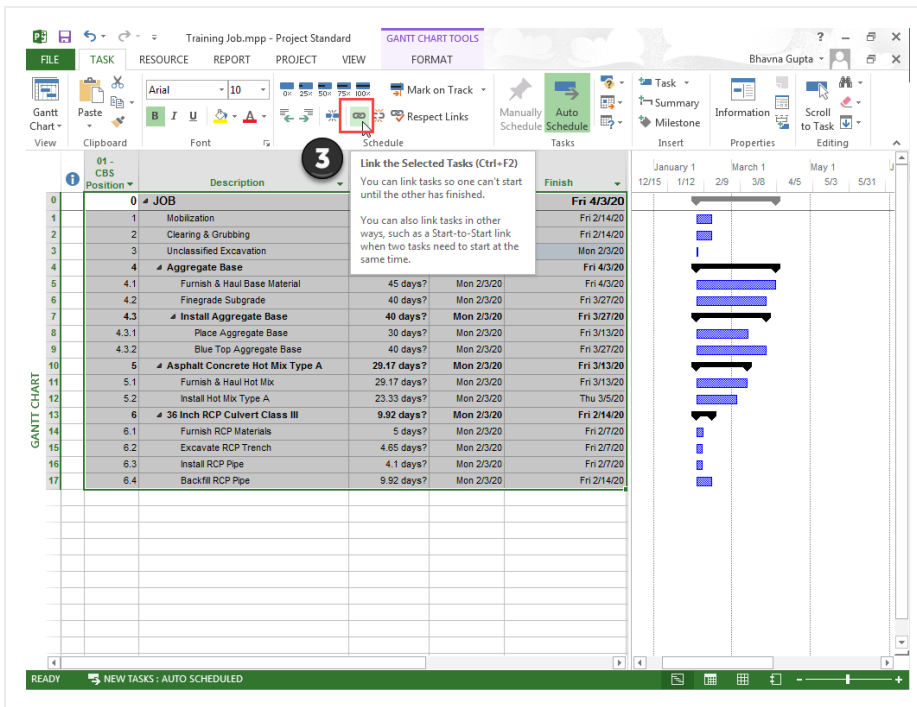 Training Job.mpp - Project Standard
GANTT CHART TOOLS
?
FILE
TASK
RESOURCE
REPORT
PROJECT
VIEW
FORMAT
Bhavna Gupta
Gantt Chart
Paste
Arial
10
B I U
A
0× 25× 50× 75× 100×
Mark on Track
Respect Links
Manually Schedule
Auto Schedule
Task
Summary
Milestone
Information
Scroll to Task
View
Clipboard
Font
Schedule
Tasks
Insert
Properties
Editing
3
Link the Selected Tasks (Ctrl+F2)
You can link tasks so one can't start
until the other has finished.
You can also link tasks in other
ways, such as a Start-to-Start link
when two tasks need to start at the
same time.
01 -
CBS
Position
Description
Finish
January 1
March 1
May 1
J
12/15 1/12 2/9 3/8 4/5 5/3 5/31
0 0 JOB Fri 4/3/20
1 1 Mobilization Fri 2/14/20
2 2 Clearing & Grubbing Fri 2/14/20
3 3 Unclassified Excavation Mon 2/3/20
4 4 Aggregate Base Fri 4/3/20
5 4.1 Furnish & Haul Base Material 45 days? Mon 2/3/20 Fri 4/3/20
6 4.2 Finegrade Subgrade 40 days? Mon 2/3/20 Fri 3/27/20
7 4.3 Install Aggregate Base 40 days? Mon 2/3/20 Fri 3/27/20
8 4.3.1 Place Aggregate Base 30 days? Mon 2/3/20 Fri 3/13/20
9 4.3.2 Blue Top Aggregate Base 40 days? Mon 2/3/20 Fri 3/27/20
10 5 Asphalt Concrete Hot Mix Type A 29.17 days? Mon 2/3/20 Fri 3/13/20
11 5.1 Furnish & Haul Hot Mix 29.17 days? Mon 2/3/20 Fri 3/13/20
12 5.2 Install Hot Mix Type A 23.33 days? Mon 2/3/20 Thu 3/5/20
13 6 36 Inch RCP Culvert Class III 9.92 days? Mon 2/3/20 Fri 2/14/20
14 6.1 Furnish RCP Materials 5 days? Mon 2/3/20 Fri 2/7/20
15 6.2 Excavate RCP Trench 4.65 days? Mon 2/3/20 Fri 2/7/20
16 6.3 Install RCP Pipe 4.1 days? Mon 2/3/20 Fri 2/7/20
17 6.4 Backfill RCP Pipe 9.92 days? Mon 2/3/20 Fri 2/14/20
GANTT CHART
READY
NEW TASKS : AUTO SCHEDULED